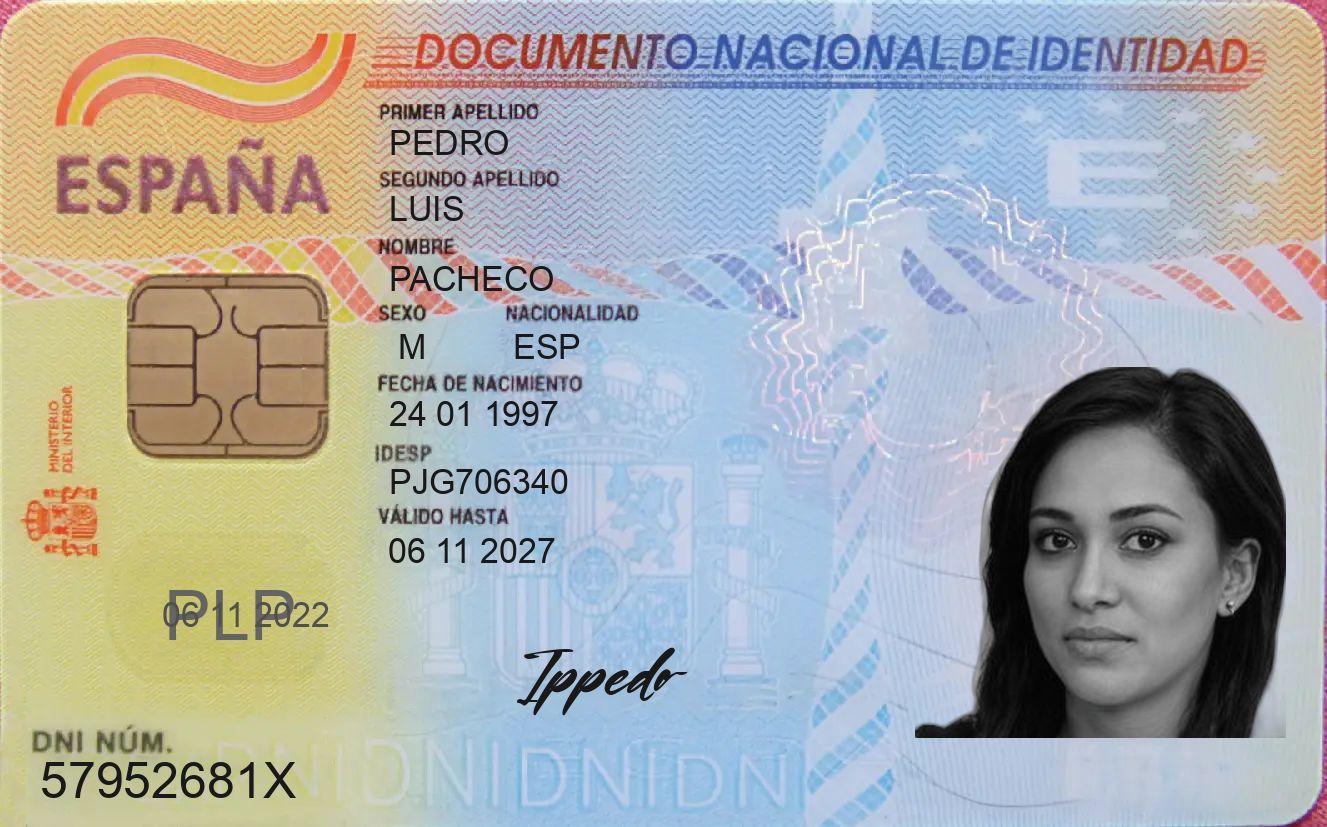 DOCUMENTO NACIONAL DE IDENTIDAD
ESPAÑA
PRIMER APELLIDO
PEDRO
SEGUNDO APELLIDO
LUIS
NOMBRE
PACHECO
SEXO NACIONALIDAD
M ESP
FECHA DE NACIMIENTO
24 01 1997
IDESP
PJG706340
VÁLIDO HASTA
06 11 2027
MINISTERIO
DEL INTERIOR
E
PLP
06 11 2022
Ippedo
DNI NÚM.
57952681X
DNIDNIDNIDNI